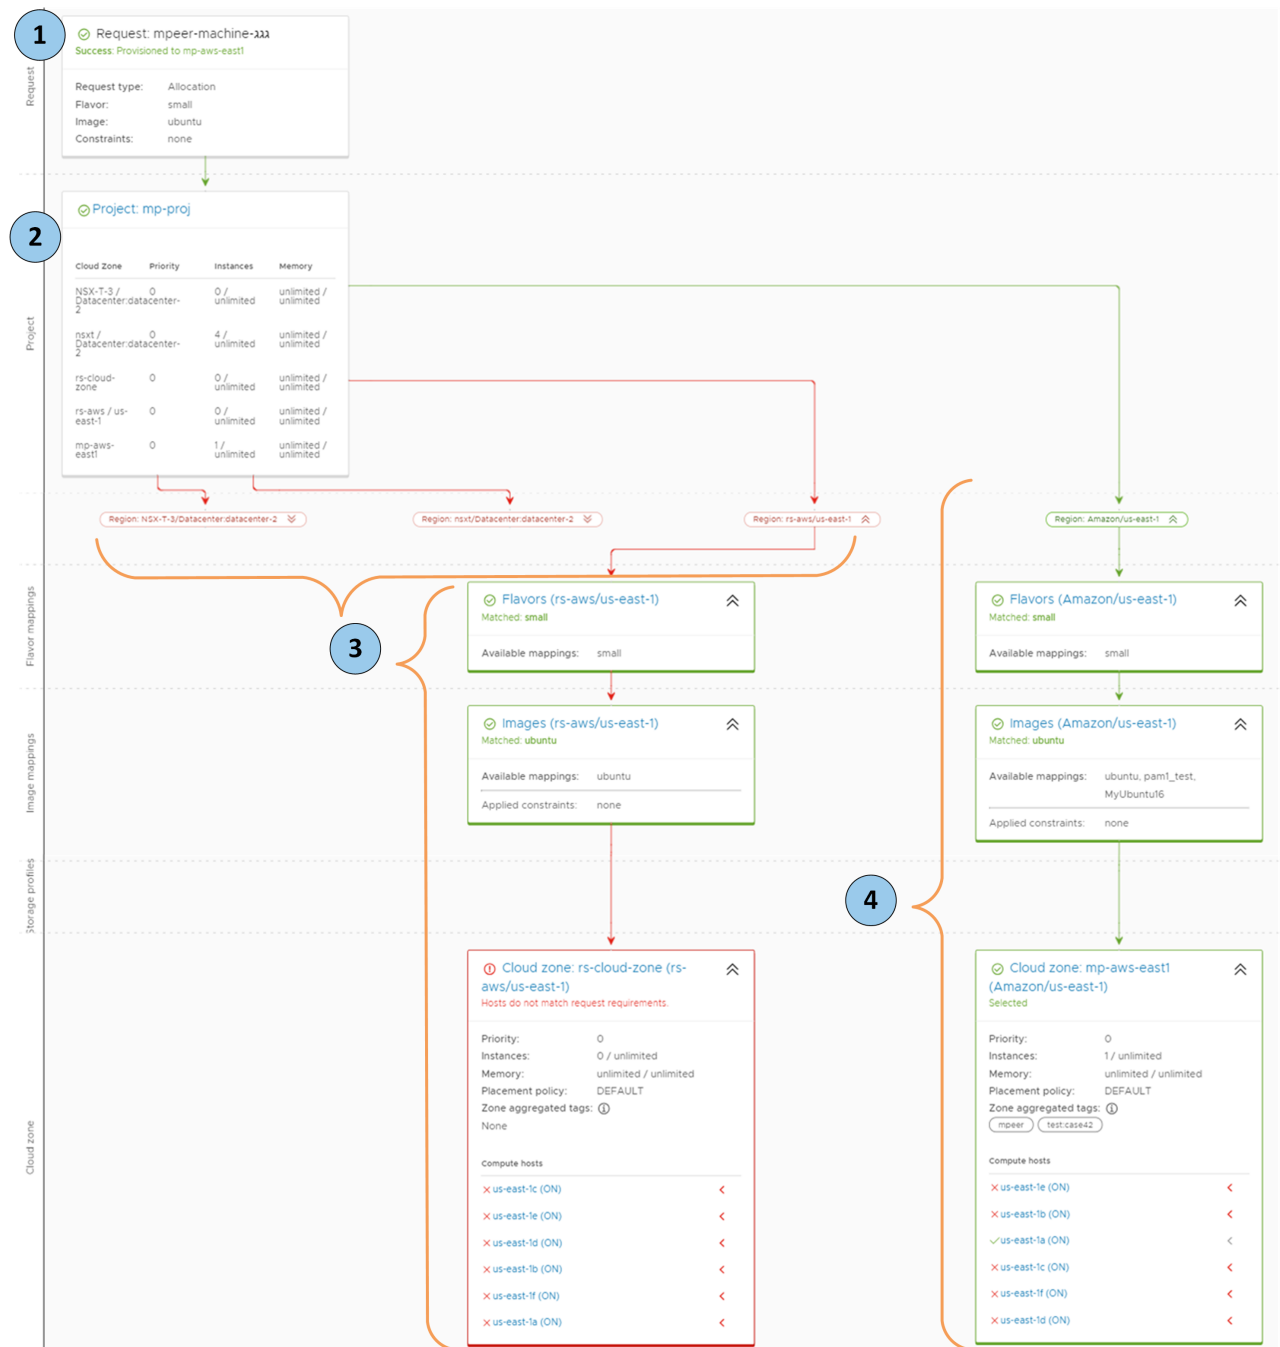 1
Request: mpeer-machine-גגג
Success: Provisioned to mp-aws-east1
Request type: Allocation
Flavor: small
Image: ubuntu
Constraints: none
Request
2
Project: mp-proj
Cloud Zone Priority Instances Memory
NSX-T-3 / 0 0 / unlimited /
Datacenter:datacenter- unlimited unlimited
2
nsxt / 0 4 / unlimited /
Datacenter:datacenter- unlimited unlimited
2
rs-cloud- 0 0 / unlimited /
zone unlimited unlimited
rs-aws / us- 0 0 / unlimited /
east-1 unlimited unlimited
mp-aws- 0 1 / unlimited /
east1 unlimited unlimited
Project
Region: NSX-T-3/Datacenter:datacenter-2
Region: nsxt/Datacenter:datacenter-2
Region: rs-aws/us-east-1
Region: Amazon/us-east-1
3
Flavor mappings
Flavors (rs-aws/us-east-1)
Matched: small
Available mappings: small
Flavors (Amazon/us-east-1)
Matched: small
Available mappings: small
Image mappings
Images (rs-aws/us-east-1)
Matched: ubuntu
Available mappings: ubuntu
Applied constraints: none
Images (Amazon/us-east-1)
Matched: ubuntu
Available mappings: ubuntu, pam1_test,
MyUbuntu16
Applied constraints: none
Storage profiles
4
Cloud zone
Cloud zone: rs-cloud-zone (rs-
aws/us-east-1)
Hosts do not match request requirements.
Priority: 0
Instances: 0 / unlimited
Memory: unlimited / unlimited
Placement policy: DEFAULT
Zone aggregated tags:
None
Compute hosts
us-east-1c (ON)
us-east-1e (ON)
us-east-1d (ON)
us-east-1b (ON)
us-east-1f (ON)
us-east-1a (ON)
Cloud zone: mp-aws-east1
(Amazon/us-east-1)
Selected
Priority: 0
Instances: 1 / unlimited
Memory: unlimited / unlimited
Placement policy: DEFAULT
Zone aggregated tags:
mpeer test:case42
Compute hosts
us-east-1e (ON)
us-east-1b (ON)
us-east-1a (ON)
us-east-1c (ON)
us-east-1f (ON)
us-east-1d (ON)